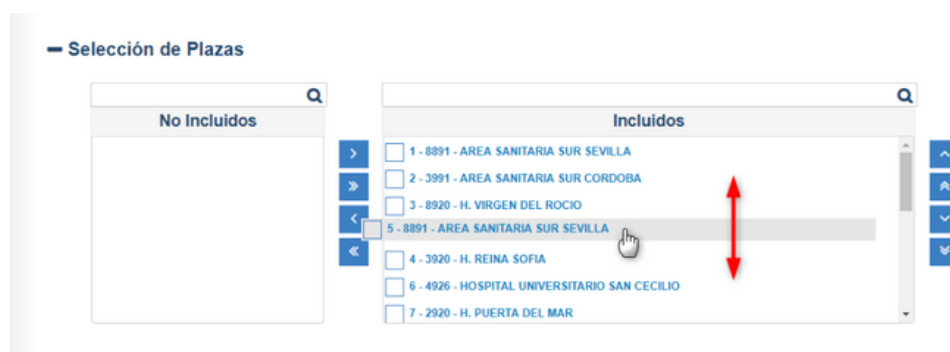 Selección de Plazas
No Incluidos
Incluidos
1 - 8891 - AREA SANITARIA SUR SEVILLA
2 - 3991 - AREA SANITARIA SUR CORDOBA
3 - 8920 - H. VIRGEN DEL ROCIO
5 - 8891 - AREA SANITARIA SUR SEVILLA
4 - 3920 - H. REINA SOFIA
6 - 4926 - HOSPITAL UNIVERSITARIO SAN CECILIO
7 - 2920 - H. PUERTA DEL MAR